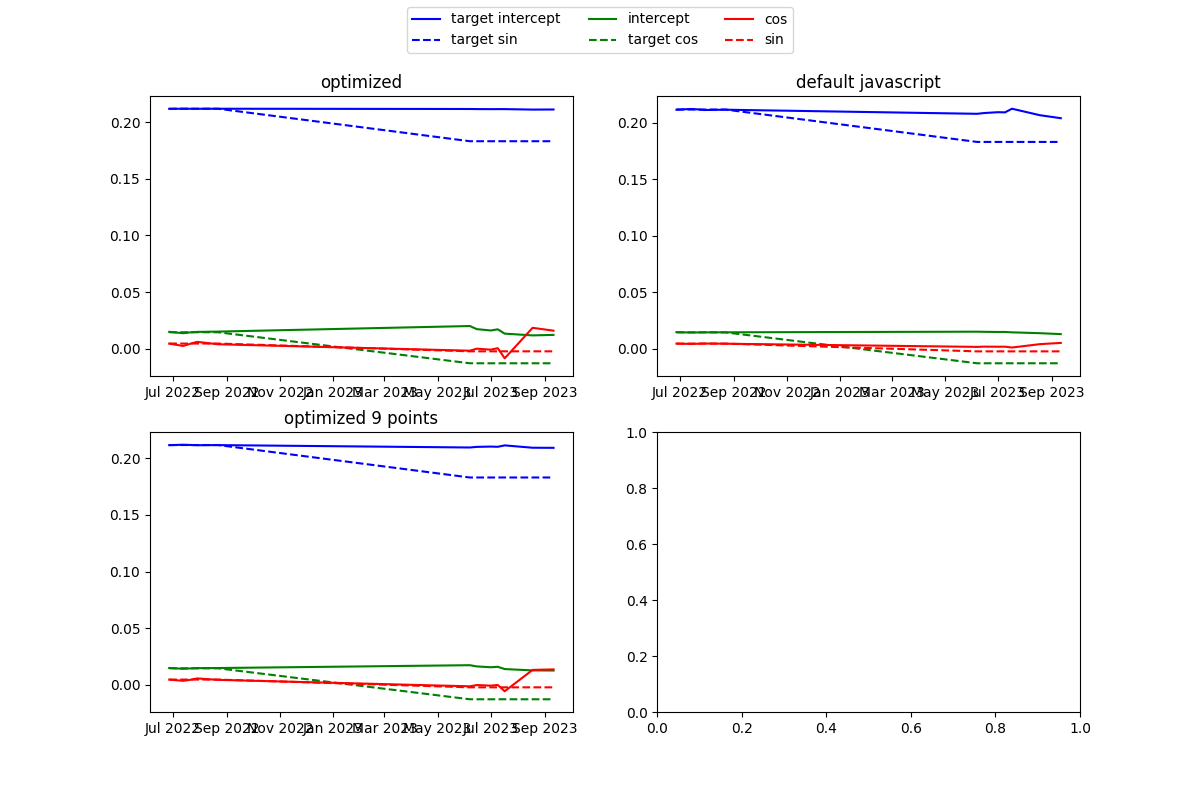 target intercept intercept cos
target sin target cos sin
optimized
0.20
0.15
0.10
0.05
0.00
Jul 2022 Sep 2022 Nov 2022 Jan 2023 Mar 2023 May 2023 Jul 2023 Sep 2023
default javascript
0.20
0.15
0.10
0.05
0.00
Jul 2022 Sep 2022 Nov 2022 Jan 2023 Mar 2023 May 2023 Jul 2023 Sep 2023
optimized 9 points
0.20
0.15
0.10
0.05
0.00
Jul 2022 Sep 2022 Nov 2022 Jan 2023 Mar 2023 May 2023 Jul 2023 Sep 2023
1.0
0.8
0.6
0.4
0.2
0.0
0.0 0.2 0.4 0.6 0.8 1.0